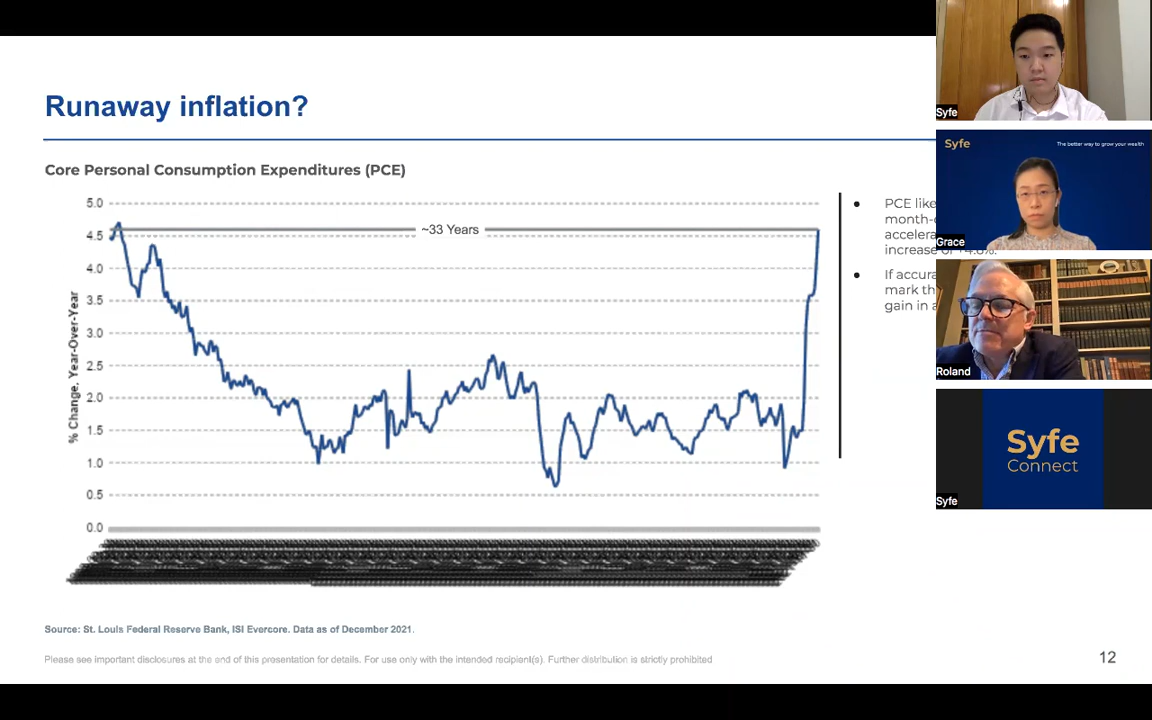 Runaway inflation?
Core Personal Consumption Expenditures (PCE)
% Change. Year-Over-Year
5.0
4.5
4.0
3.5
3.0
2.5
2.0
1.5
1.0
0.5
0.0
~33 Years
PCE like
month-
accelera
increase of +4.6%.
If accura
mark th
gain in a
Source: St. Louis Federal Reserve Bank, ISI Evercore. Data as of December 2021.
Please see important disclosures at the end of this presentation for details. For use only with the intended recipient(s). Further distribution is strictly prohibited
12
Syfe
Syfe
The better way to grow your wealth
Grace
Roland
Syfe
Connect
Syfe